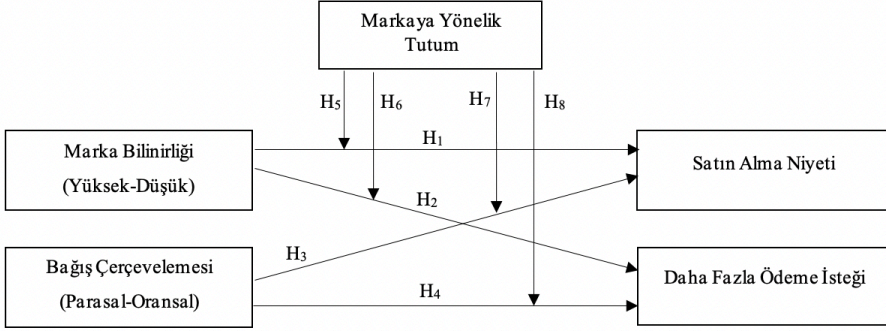 Markaya Yönelik
Tutum
H5
H6
H7
H8
Marka Bilinirliği
(Yüksek-Düşük)
H1
Satın Alma Niyeti
H2
H3
Bağış Çerçevelemesi
(Parasal-Oransal)
H4
Daha Fazla Ödeme İsteği